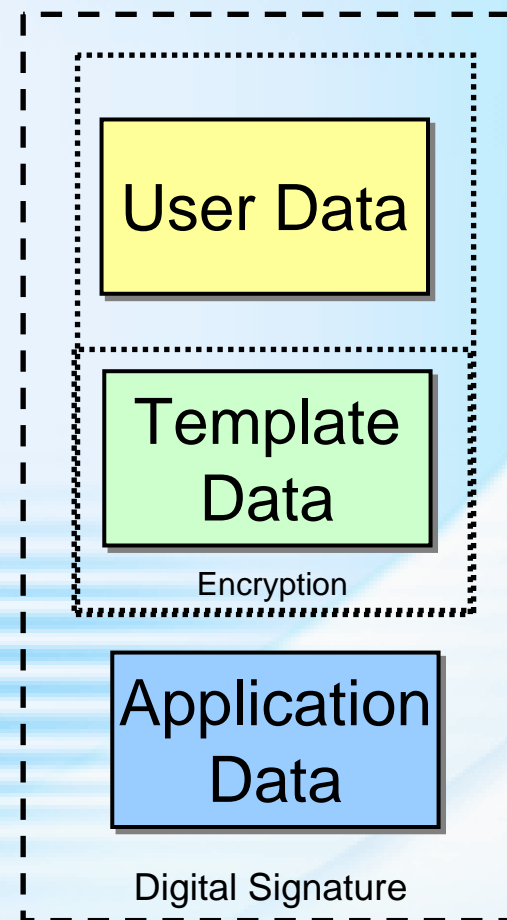 User Data
Template
Data
Encryption
Application
Data
Digital Signature